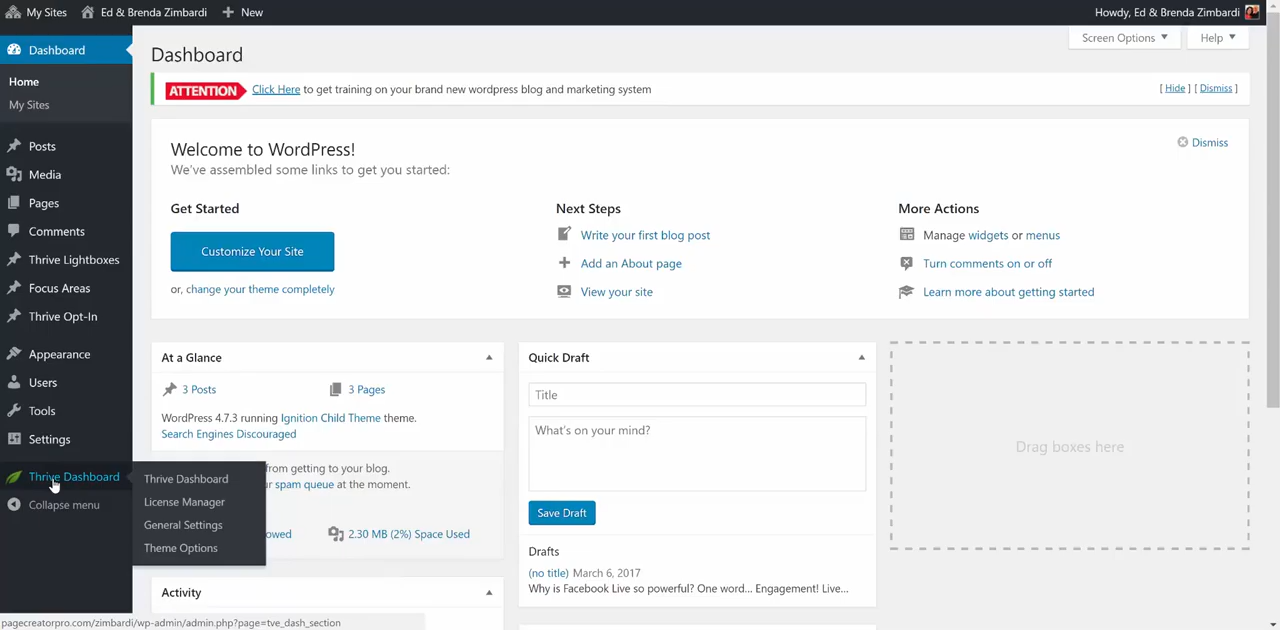 My Sites
Ed & Brenda Zimbardi
New
Howdy, Ed & Brenda Zimbardi
Dashboard
Home
My Sites
Posts
Media
Pages
Comments
Thrive Lightboxes
Focus Areas
Thrive Opt-In
Appearance
Users
Tools
Settings
Thrive Dashboard
Collapse menu
Thrive Dashboard
License Manager
General Settings
Theme Options
Screen Options
Help
Dashboard
ATTENTION Click Here to get training on your brand new wordpress blog and marketing system
[ Hide ] [ Dismiss ]
Welcome to WordPress!
We've assembled some links to get you started:
Dismiss
Get Started
Customize Your Site
or, change your theme completely
Next Steps
Write your first blog post
Add an About page
View your site
More Actions
Manage widgets or menus
Turn comments on or off
Learn more about getting started
At a Glance
3 Posts
3 Pages
WordPress 4.7.3 running Ignition Child Theme theme.
Search Engines Discouraged
from getting to your blog.
spam queue at the moment.
owed
2.30 MB (2%) Space Used
Activity
Quick Draft
Title
What's on your mind?
Save Draft
Drafts
(no title) March 6, 2017
Why is Facebook Live so powerful? One word... Engagement! Live...
Drag boxes here
pagecreatorpro.com/zimbardi/wp-admin/admin.php?page=tve_dash_section